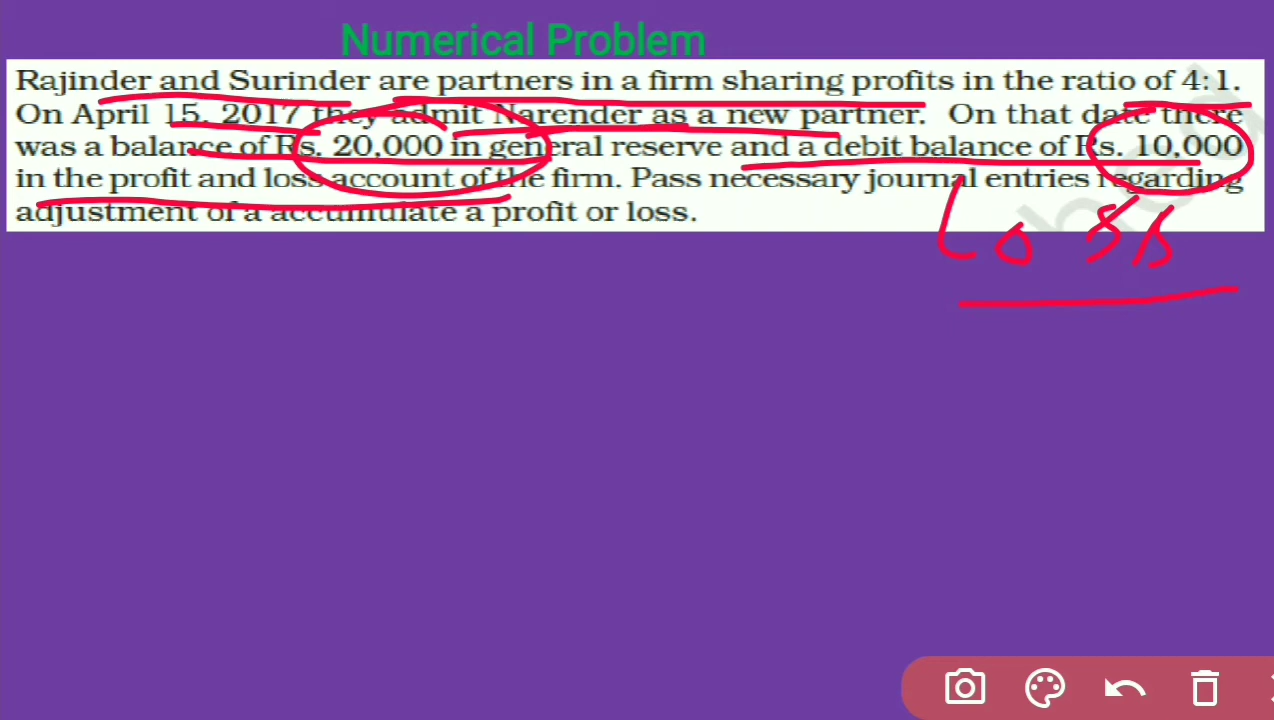 Numerical Problem
Rajinder and Surinder are partners in a firm sharing profits in the ratio of 4:1.
On April 15, 2017 they admit Narender as a new partner. On that date there
was a balance of Rs. 20,000 in general reserve and a debit balance of Rs. 10,000
in the profit and loss account of the firm. Pass necessary journal entries regarding
adjustment of a accumulate a profit or loss.
Loss